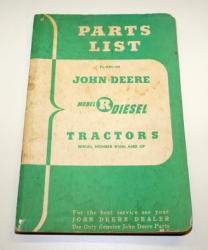 PARTS
LIST
JOHN DEERE
MODEL R DIESEL
TRACTORS
SERIAL NUMBER AND UP
For the best service see your
JOHN DEERE DEALER
Use Only Genuine John Deere Parts